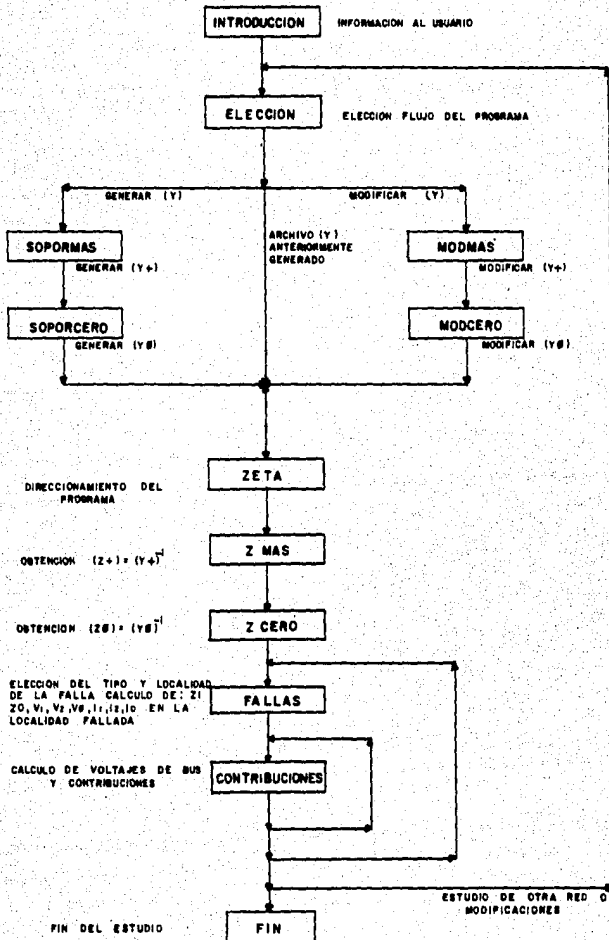 INTRODUCCION
INFORMACION AL USUARIO
ELECCION
ELECCION FLUJO DEL PROGRAMA
GENERAR (Y)
MODIFICAR (Y)
ARCHIVO (Y)
ANTERIORMENTE
GENERADO
SOPORMAS
GENERAR (Y+)
MODMAS
MODIFICAR (Y+)
SOPORCERO
GENERAR (YØ)
MODCERO
MODIFICAR (YØ)
ZETA
DIRECCIONAMIENTO DEL
PROGRAMA
Z MAS
OBTENCION (Z+) = (Y+)⁻¹
Z CERO
OBTENCION (ZØ) = (YØ)⁻¹
ELECCION DEL TIPO Y LOCALIDAD
DE LA FALLA CALCULO DE: Z1
Z0, V1, V2, VØ, I1, I2, I0 EN LA
LOCALIDAD FALLADA
FALLAS
CALCULO DE VOLTAJES DE BUS
Y CONTRIBUCIONES
CONTRIBUCIONES
ESTUDIO DE OTRA RED O
MODIFICACIONES
FIN DEL ESTUDIO
FIN